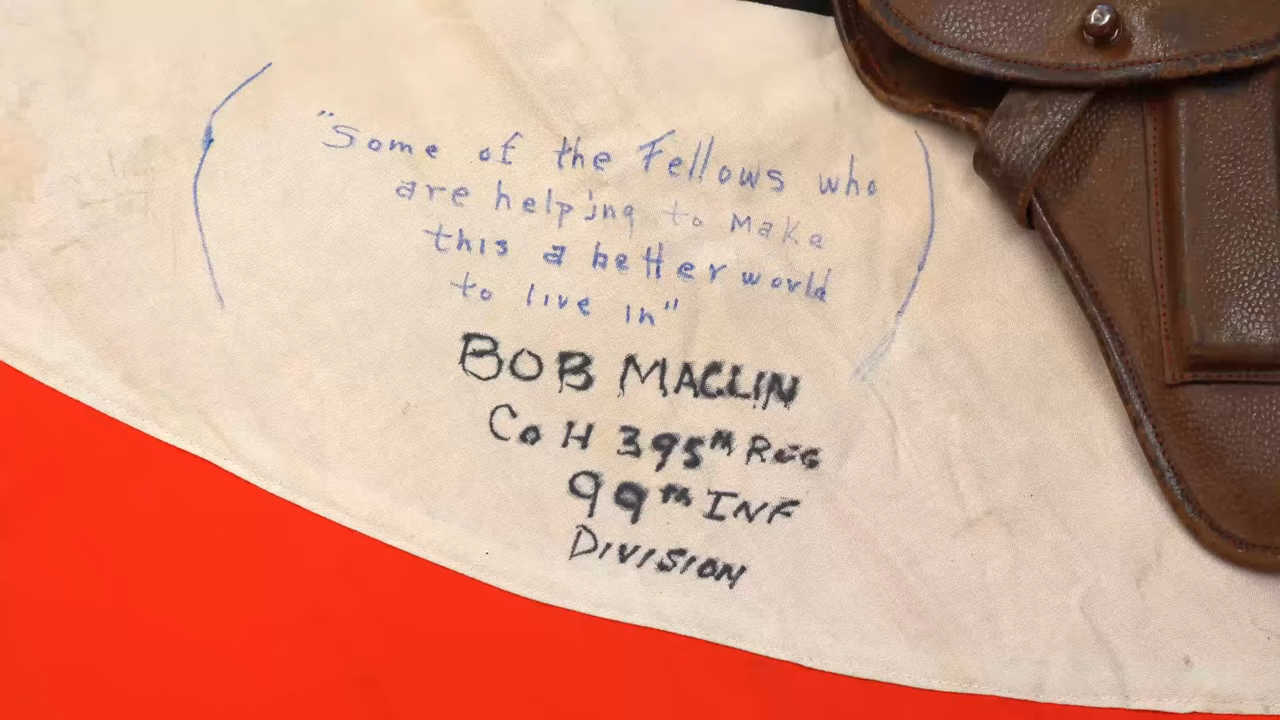 "Some of the Fellows who
are helping to make
this a better world
to live in"
BOB MACLIN
Co H 395th REG
99th INF
DIVISION